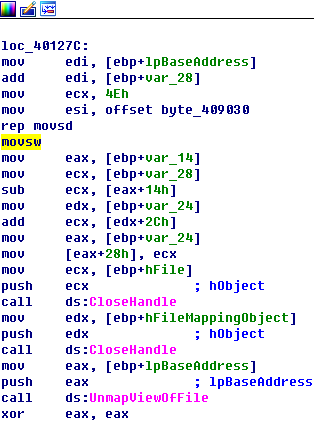 loc_40127C:
mov edi, [ebp+lpBaseAddress]
add edi, [ebp+var_28]
mov ecx, 4Eh
mov esi, offset byte_409030
rep movsd
movsw
mov eax, [ebp+var_14]
mov ecx, [ebp+var_28]
sub ecx, [eax+14h]
mov edx, [ebp+var_24]
add ecx, [edx+2Ch]
mov eax, [ebp+var_24]
mov [eax+28h], ecx
mov ecx, [ebp+hFile]
push ecx ; hObject
call ds:CloseHandle
mov edx, [ebp+hFileMappingObject]
push edx ; hObject
call ds:CloseHandle
mov eax, [ebp+lpBaseAddress]
push eax ; lpBaseAddress
call ds:UnmapViewOfFile
xor eax, eax